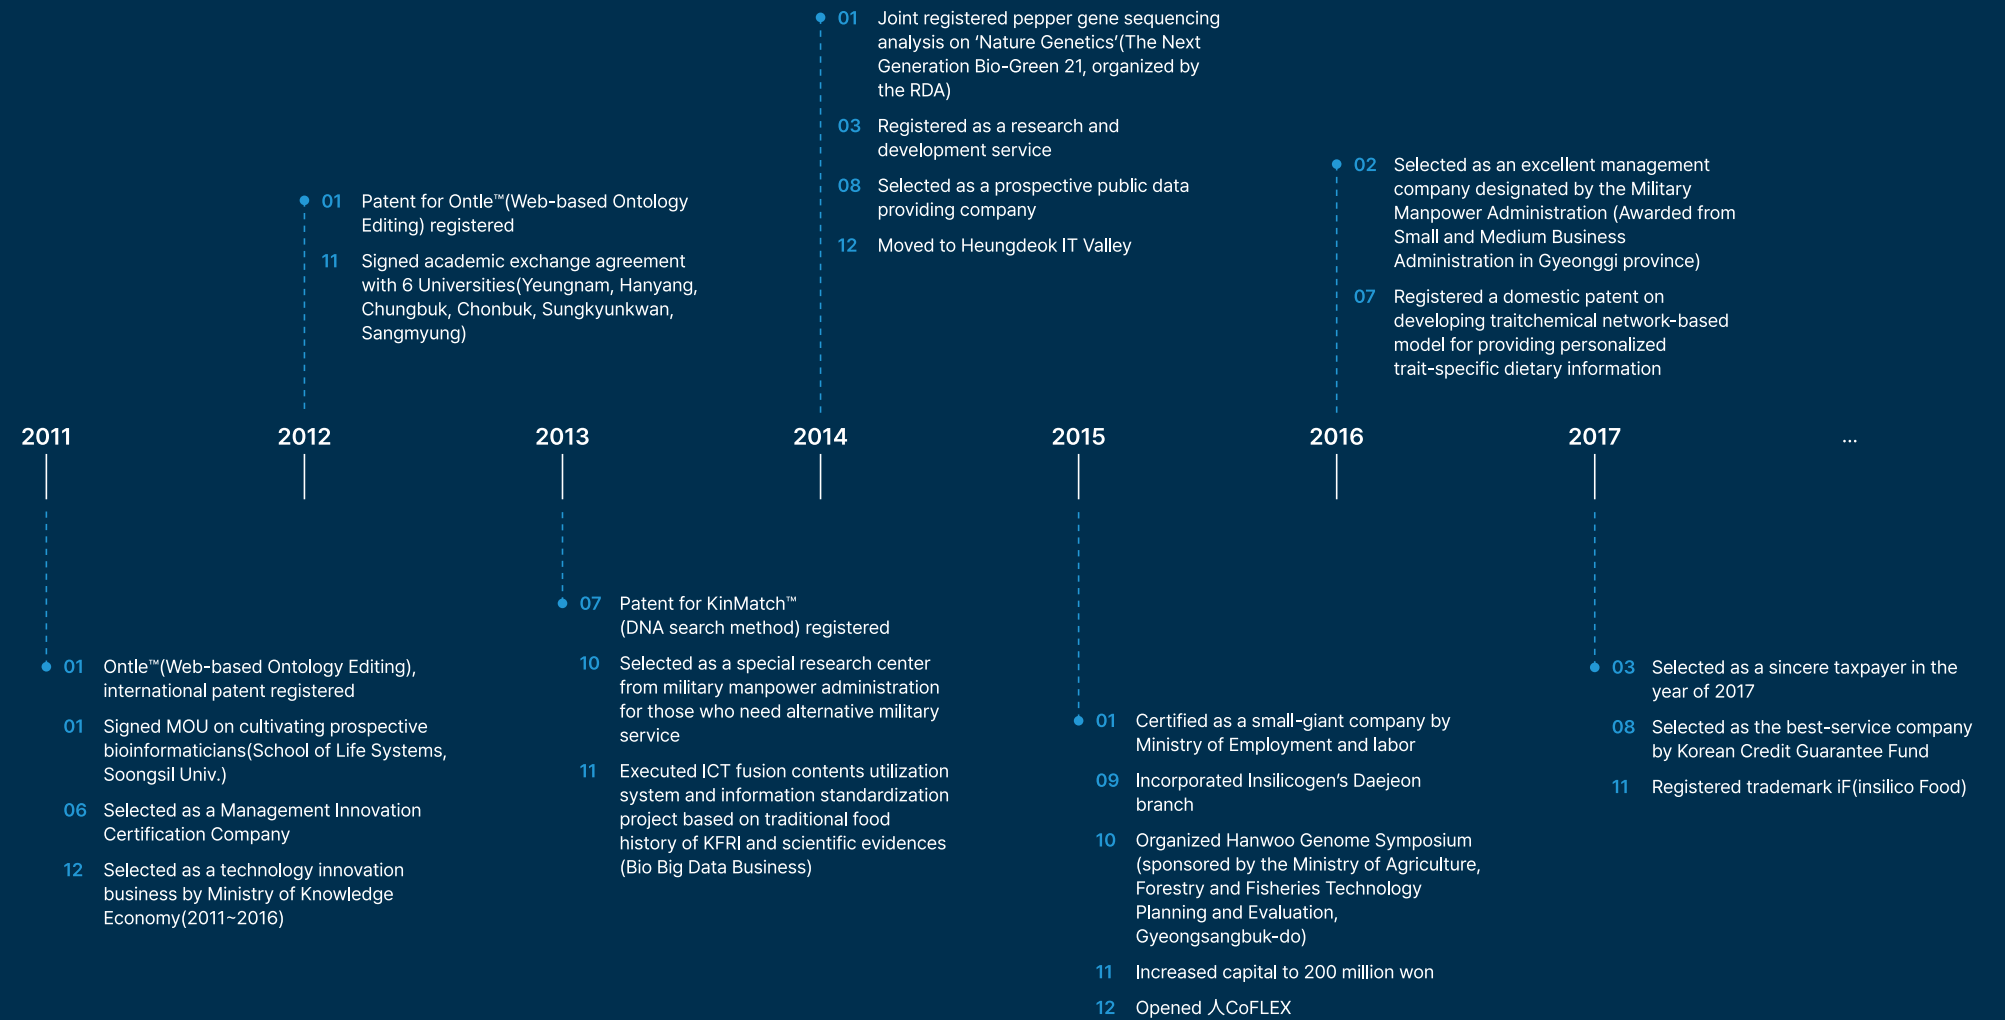 2011
01 Ontle™(Web-based Ontology Editing),
international patent registered
01 Signed MOU on cultivating prospective
bioinformaticians(School of Life Systems,
Soongsil Univ.)
06 Selected as a Management Innovation
Certification Company
12 Selected as a technology innovation
business by Ministry of Knowledge
Economy(2011~2016)
2012
01 Patent for Ontle™(Web-based Ontology
Editing) registered
11 Signed academic exchange agreement
with 6 Universities(Yeungnam, Hanyang,
Chungbuk, Chonbuk, Sungkyunkwan,
Sangmyung)
2013
07 Patent for KinMatch™
(DNA search method) registered
10 Selected as a special research center
from military manpower administration
for those who need alternative military
service
11 Executed ICT fusion contents utilization
system and information standardization
project based on traditional food
history of KFRI and scientific evidences
(Bio Big Data Business)
2014
01 Joint registered pepper gene sequencing
analysis on ‘Nature Genetics’(The Next
Generation Bio-Green 21, organized by
the RDA)
03 Registered as a research and
development service
08 Selected as a prospective public data
providing company
12 Moved to Heungdeok IT Valley
2015
01 Certified as a small-giant company by
Ministry of Employment and labor
09 Incorporated Insilicogen’s Daejeon
branch
10 Organized Hanwoo Genome Symposium
(sponsored by the Ministry of Agriculture,
Forestry and Fisheries Technology
Planning and Evaluation,
Gyeongsangbuk-do)
11 Increased capital to 200 million won
12 Opened 人CoFLEX
2016
02 Selected as an excellent management
company designated by the Military
Manpower Administration (Awarded from
Small and Medium Business
Administration in Gyeonggi province)
07 Registered a domestic patent on
developing traitchemical network-based
model for providing personalized
trait-specific dietary information
2017
03 Selected as a sincere taxpayer in the
year of 2017
08 Selected as the best-service company
by Korean Credit Guarantee Fund
11 Registered trademark iF(insilico Food)
...